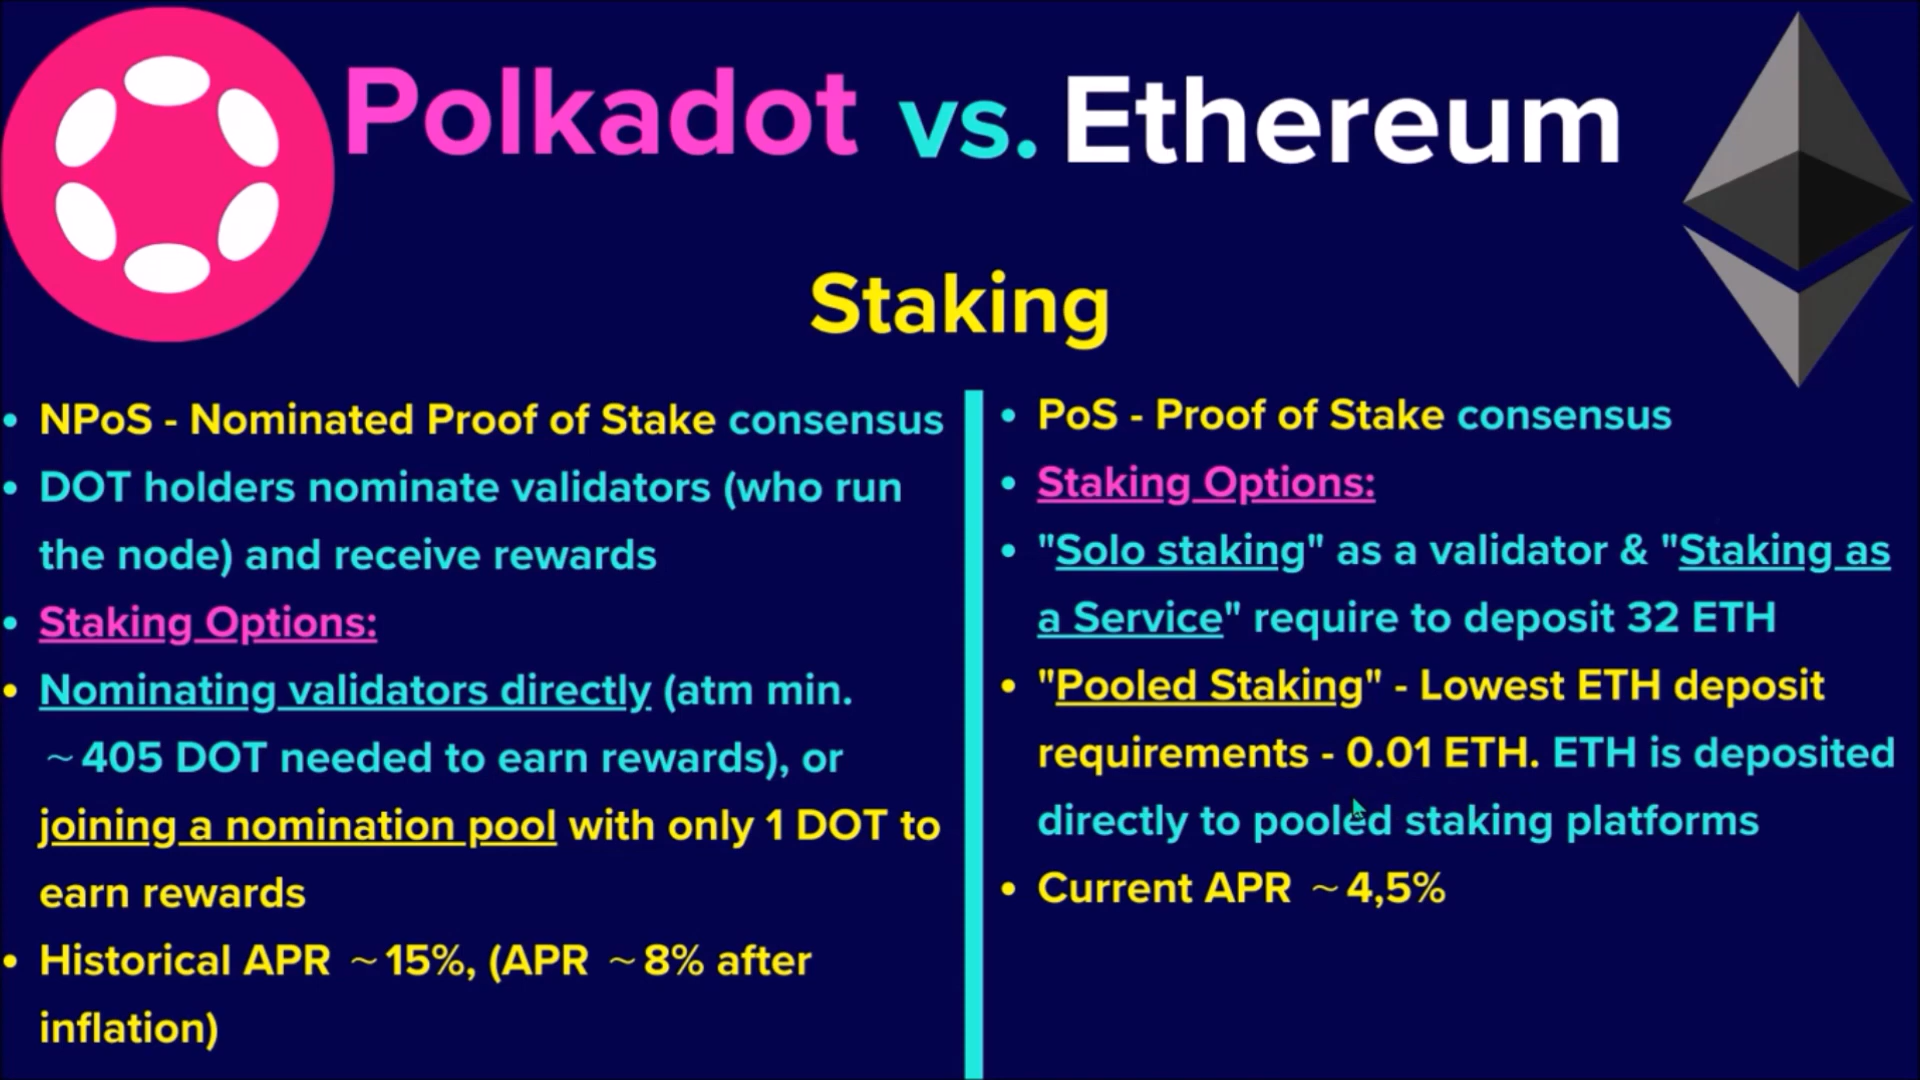 Polkadot vs. Ethereum
Staking
• NPoS - Nominated Proof of Stake consensus
• DOT holders nominate validators (who run
the node) and receive rewards
• Staking Options:
• Nominating validators directly (atm min.
~405 DOT needed to earn rewards), or
joining a nomination pool with only 1 DOT to
earn rewards
• Historical APR ~15%, (APR ~8% after
inflation)
• PoS - Proof of Stake consensus
• Staking Options:
• "Solo staking" as a validator & "Staking as
a Service" require to deposit 32 ETH
• "Pooled Staking" - Lowest ETH deposit
requirements - 0.01 ETH. ETH is deposited
directly to pooled staking platforms
• Current APR ~4,5%